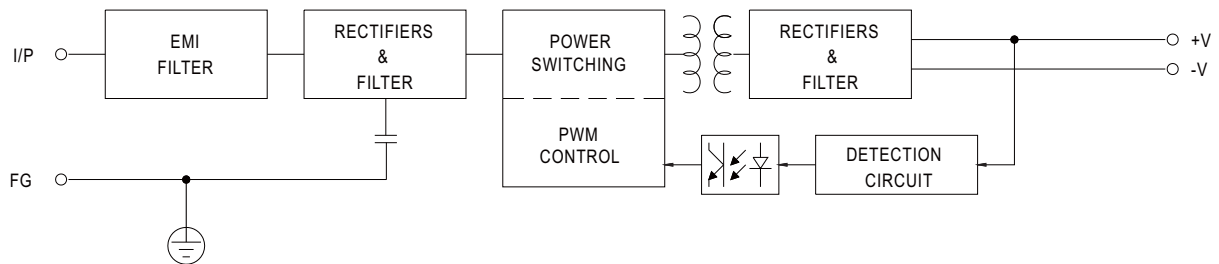 I/P
EMI
FILTER
RECTIFIERS
&
FILTER
POWER
SWITCHING
PWM
CONTROL
RECTIFIERS
&
FILTER
+V
-V
DETECTION
CIRCUIT
FG